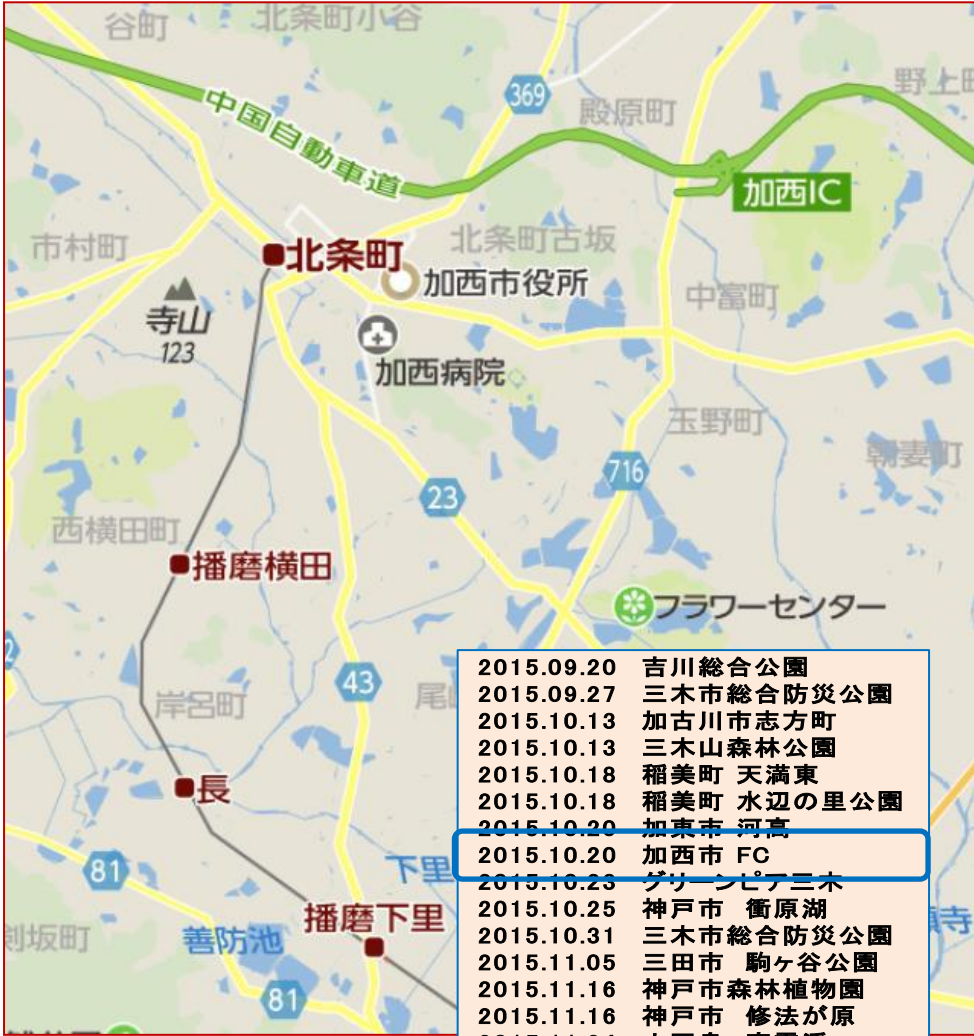 谷町
北条町小谷
369
殿原町
野上町
中国自動車道
加西IC
市村町
北条町
北条町古坂
加西市役所
中富町
寺山
123
加西病院
玉野町
朝妻町
716
23
西横田町
播磨横田
フラワーセンター
43
岸呂町
長
81
下里
播磨下里
剣坂町
善防池
81
2015.09.20 吉川総合公園
2015.09.27 三木市総合防災公園
2015.10.13 加古川市志方町
2015.10.13 三木山森林公園
2015.10.18 稲美町 天満東
2015.10.18 稲美町 水辺の里公園
2015.10.20 加東市 河高
2015.10.20 加西市 FC
2015.10.23 グリーンピア三木
2015.10.25 神戸市 衝原湖
2015.10.31 三木市総合防災公園
2015.11.05 三田市 駒ヶ谷公園
2015.11.16 神戸市森林植物園
2015.11.16 神戸市 修法が原